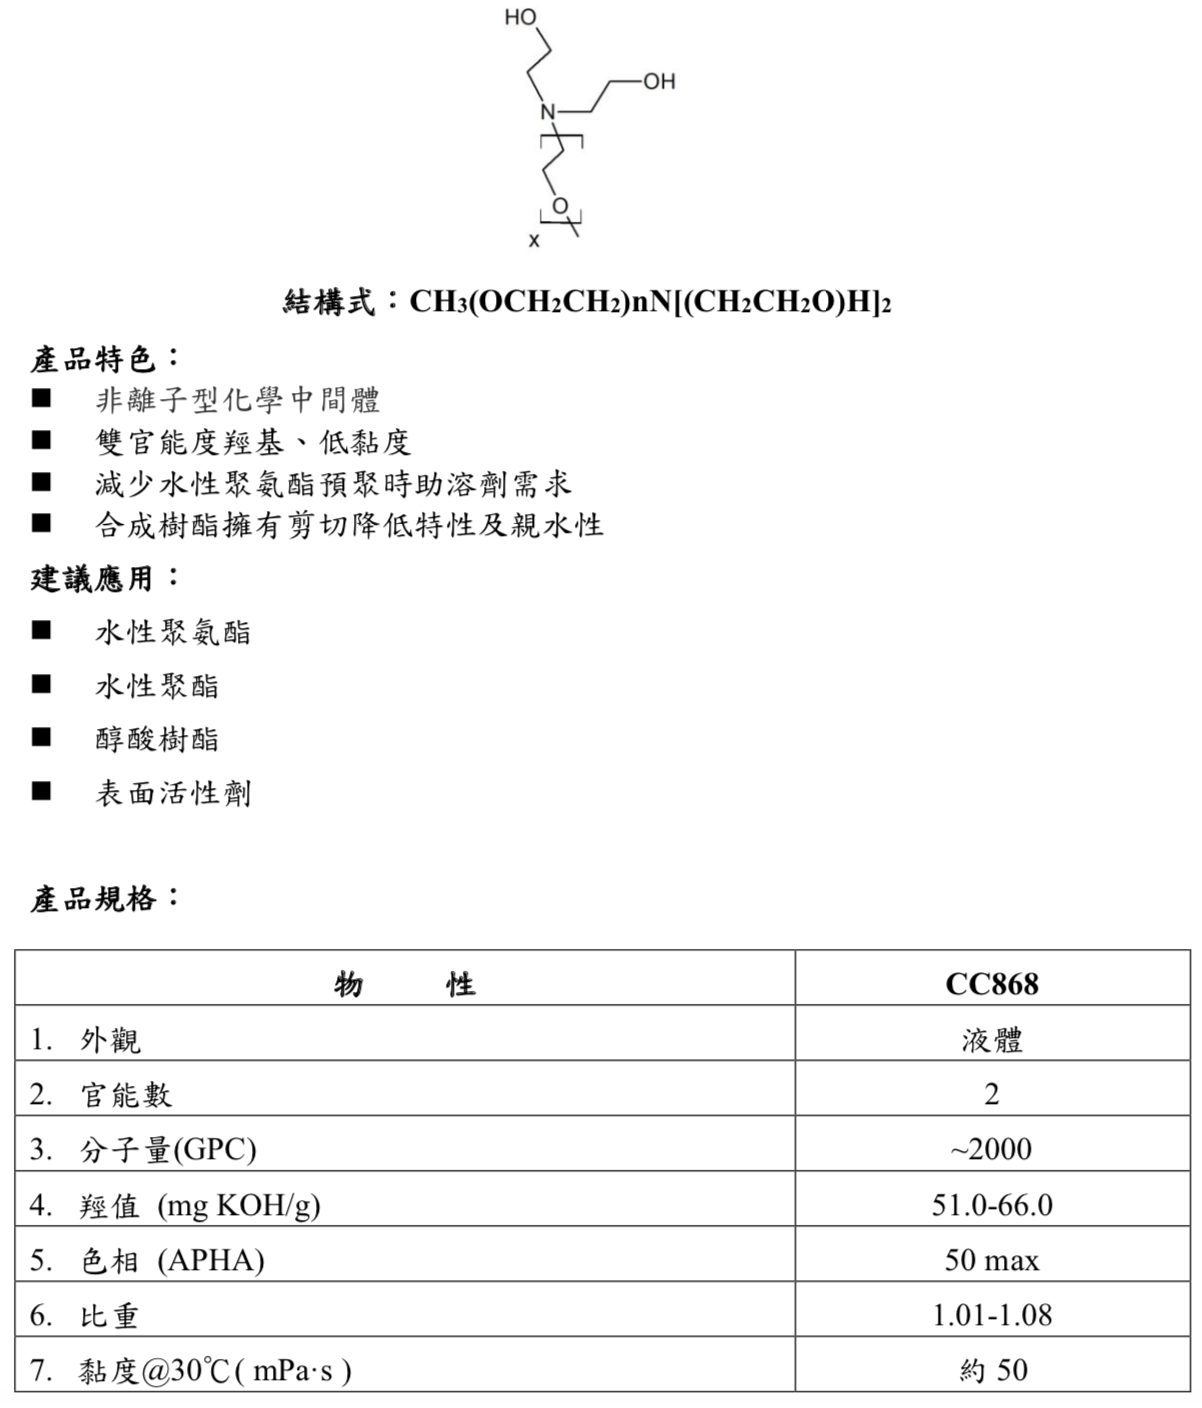 HO
OH
N
O
x
結構式：CH3(OCH2CH2)nN[(CH2CH2O)H]2
產品特色：
■ 非離子型化學中間體
■ 雙官能度羥基、低黏度
■ 減少水性聚氨酯預聚時助溶劑需求
■ 合成樹酯擁有剪切降低特性及親水性
建議應用：
■ 水性聚氨酯
■ 水性聚酯
■ 醇酸樹酯
■ 表面活性劑
產品規格：
物 性 CC868
1. 外觀 液體
2. 官能數 2
3. 分子量(GPC) ~2000
4. 羥值 (mg KOH/g) 51.0-66.0
5. 色相 (APHA) 50 max
6. 比重 1.01-1.08
7. 黏度@30℃( mPa·s ) 約 50